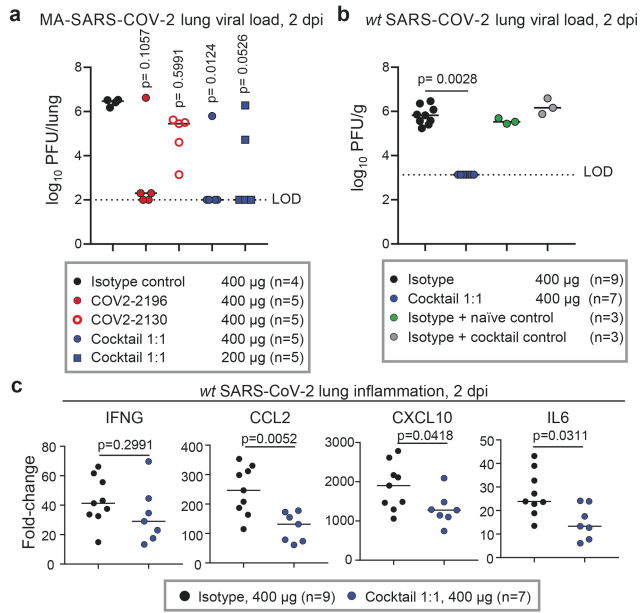 a
MA-SARS-COV-2 lung viral load, 2 dpi
p= 0.1057
p= 0.5991
p= 0.0124
p= 0.0526
log10 PFU/lung
8
6
4
2
0
LOD
Isotype control 400 µg (n=4)
COV2-2196 400 µg (n=5)
COV2-2130 400 µg (n=5)
Cocktail 1:1 400 µg (n=5)
Cocktail 1:1 200 µg (n=5)
b
wt SARS-COV-2 lung viral load, 2 dpi
p= 0.0028
log10 PFU/g
8
6
4
2
0
LOD
Isotype 400 µg (n=9)
Cocktail 1:1 400 µg (n=7)
Isotype + naïve control (n=3)
Isotype + cocktail control (n=3)
c
wt SARS-CoV-2 lung inflammation, 2 dpi
Fold-change
IFNG
p=0.2991
80
60
40
20
0
CCL2
p=0.0052
400
300
200
100
0
CXCL10
p=0.0418
3000
2000
1000
0
IL6
p=0.0311
50
40
30
20
10
0
Isotype, 400 µg (n=9) Cocktail 1:1, 400 µg (n=7)